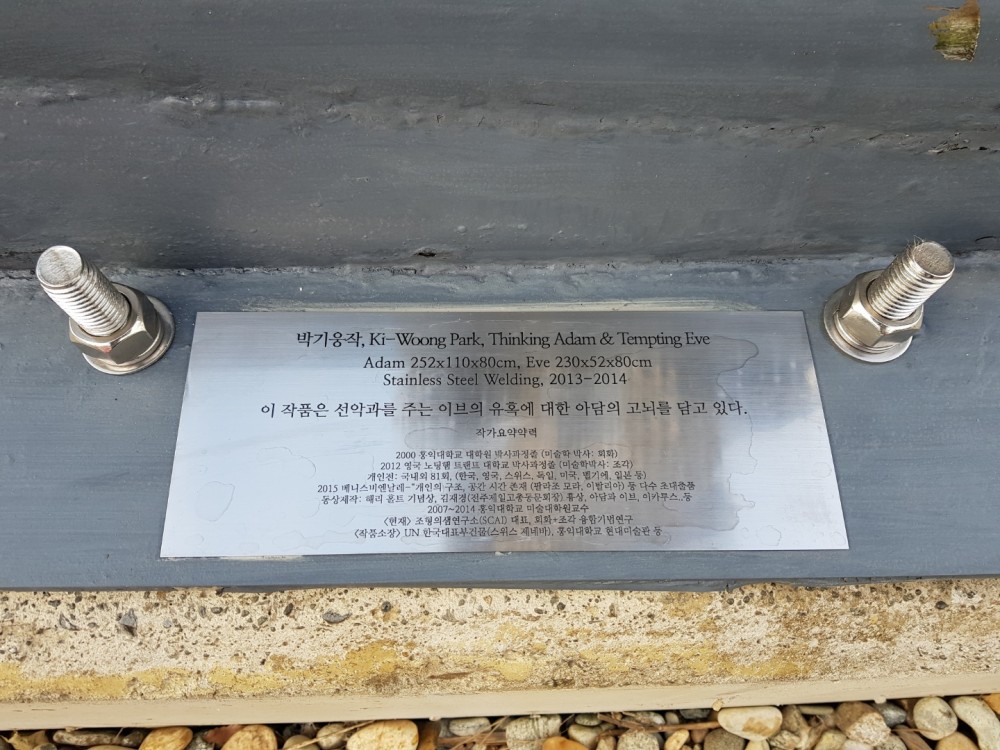 박기웅작, Ki-Woong Park, Thinking Adam & Tempting Eve
Adam 252x110x80cm, Eve 230x52x80cm
Stainless Steel Welding, 2013-2014
이 작품은 선악과를 주는 이브의 유혹에 대한 아담의 고뇌를 담고 있다.
작가요약약력
2000 홍익대학교 대학원 박사과정졸 (미술학 박사: 회화)
2012 영국 노팅햄 트랜트 대학교 박사과정졸 (미술학박사: 조각)
개인전: 국내외 81회, (한국, 영국, 스위스, 독일, 미국, 벨기에, 일본 등)
2015 베니스비엔날레-"개인의 구조, 공간 시간 존재 (팔라조 모라, 이탈리아) 등 다수 초대출품
동상제작: 해리 홀트 기념상, 김재경(전주제일고총동문회장) 흉상, 아담과 이브, 이카루스..등
2007~2014 홍익대학교 미술대학원교수
<현재> 조형의샘연구소(SCAI) 대표, 회화+조각 융합기법연구
<작품소장> UN 한국대표부건물(스위스 제네바), 홍익대학교 현대미술관 등